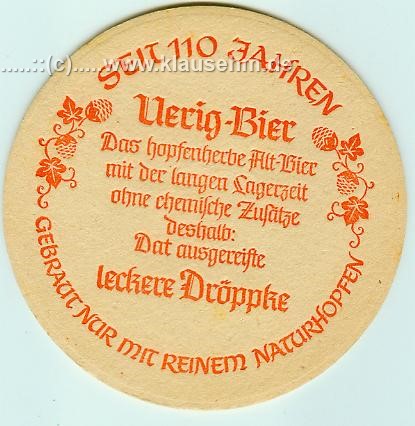 SEIT 110 JAHREN
.....::(c).... www.klausehm.de
Uerig-Bier
Das hopfenherbe Alt-Bier
mit der langen Lagerzeit
ohne chemische Zusätze
deshalb:
Dat ausgereifte
leckere Dröppke
GEBRAUT NUR MIT REINEM NATURHOPFEN